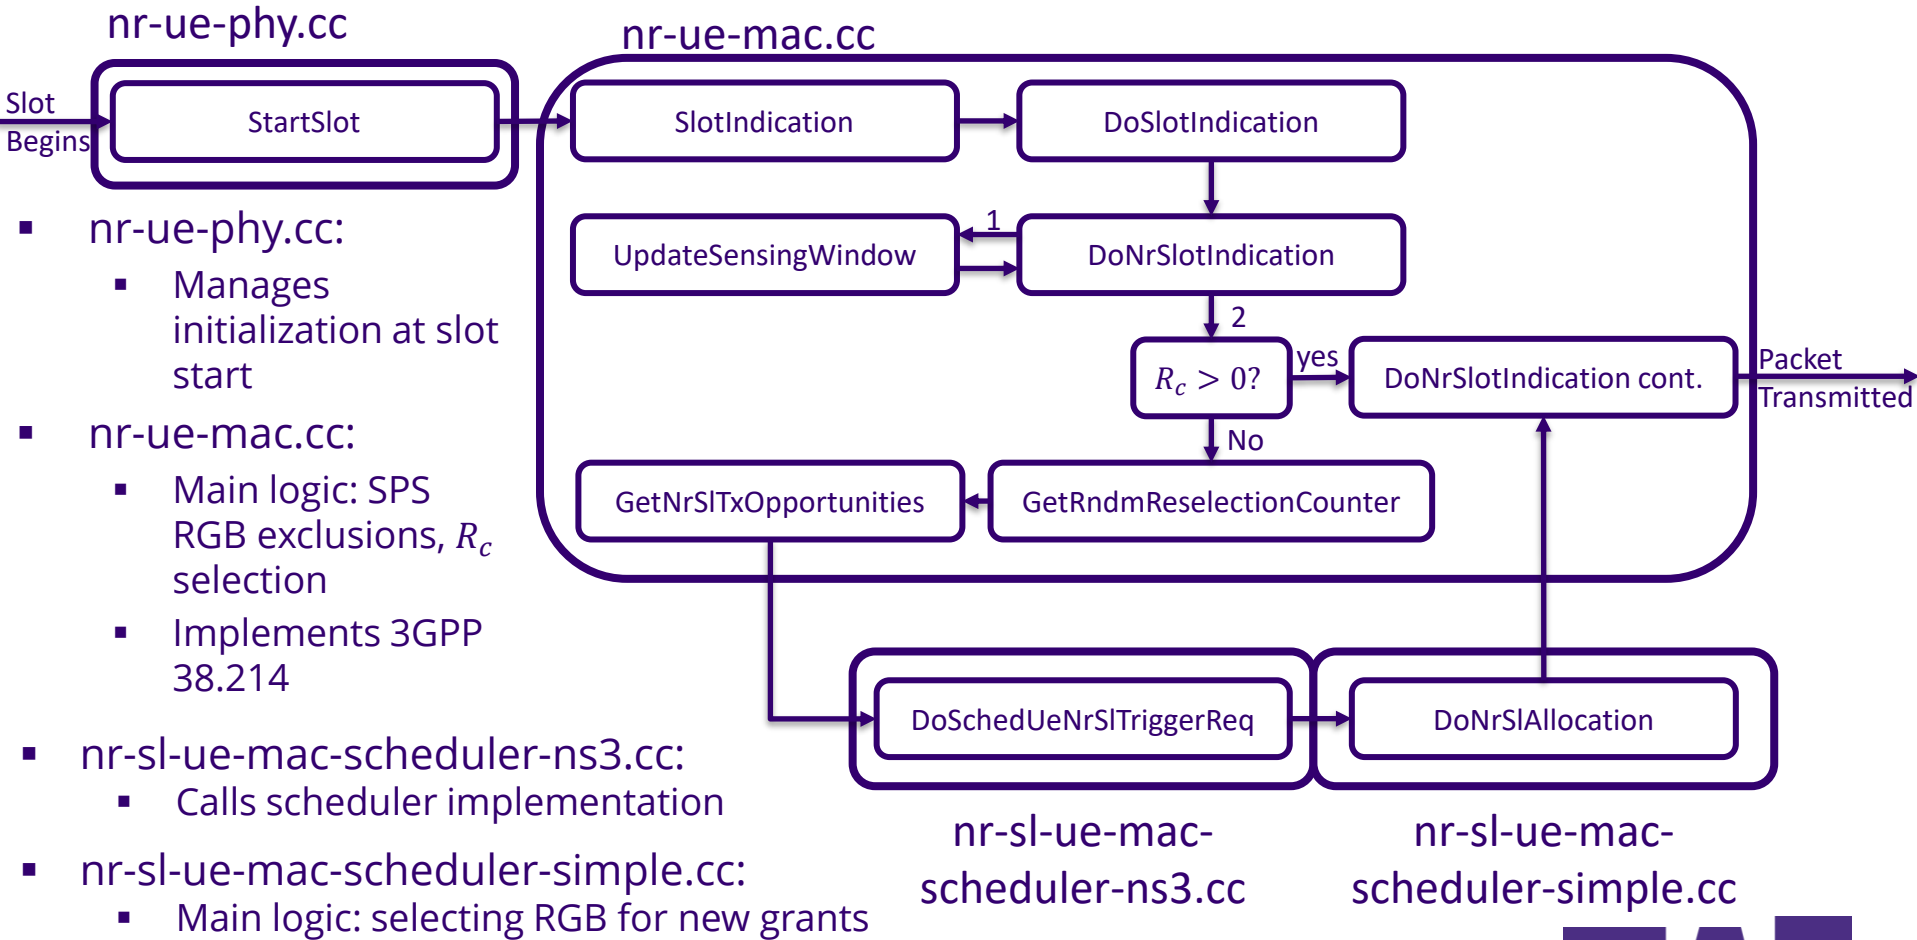 nr-ue-phy.cc
nr-ue-mac.cc
Slot
Begins
StartSlot
SlotIndication
DoSlotIndication
UpdateSensingWindow
1
DoNrSlotIndication
2
R_c > 0?
yes
DoNrSlotIndication cont.
Packet
Transmitted
No
GetNrSlTxOpportunities
GetRndmReselectionCounter
DoSchedUeNrSlTriggerReq
DoNrSlAllocation
nr-sl-ue-mac-
scheduler-ns3.cc
nr-sl-ue-mac-
scheduler-simple.cc
▪ nr-ue-phy.cc:
▪ Manages
initialization at slot
start
▪ nr-ue-mac.cc:
▪ Main logic: SPS
RGB exclusions, R_c
selection
▪ Implements 3GPP
38.214
▪ nr-sl-ue-mac-scheduler-ns3.cc:
▪ Calls scheduler implementation
▪ nr-sl-ue-mac-scheduler-simple.cc:
▪ Main logic: selecting RGB for new grants